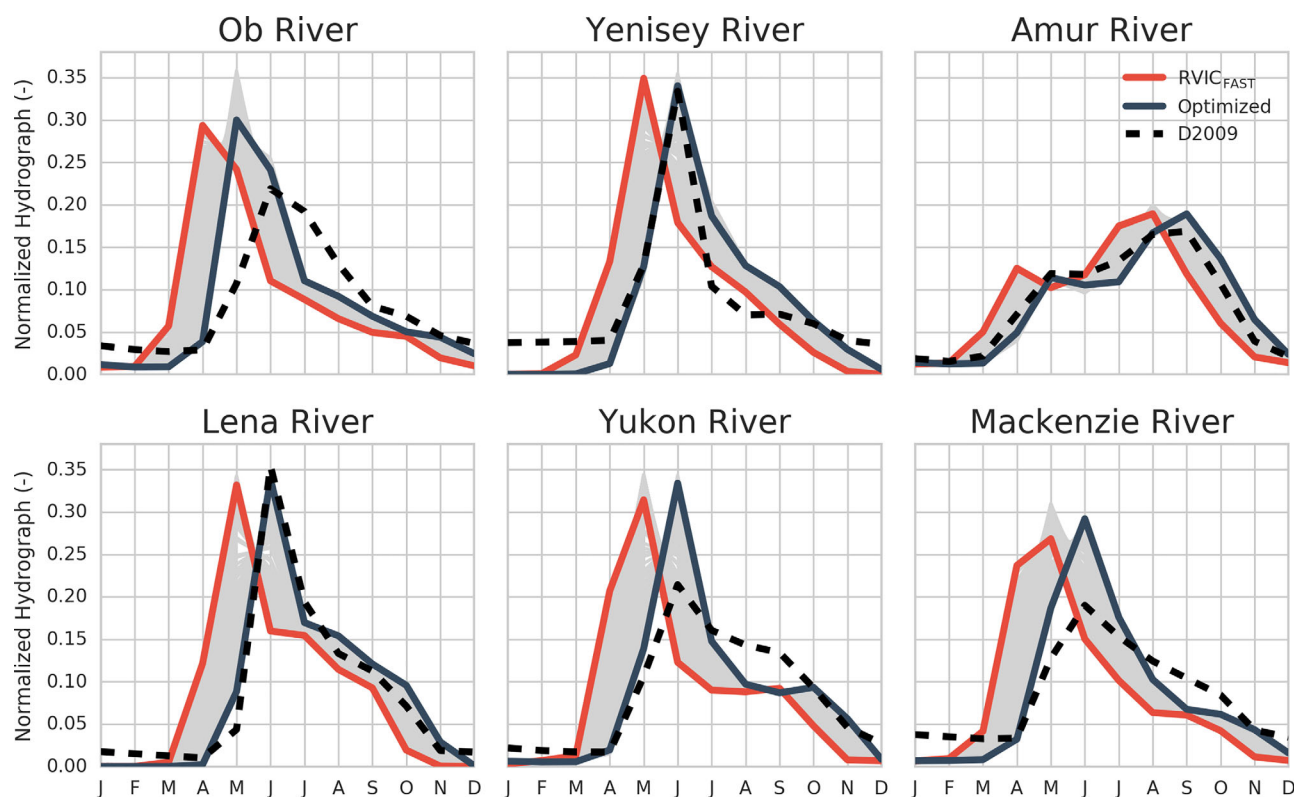 Ob River
Yenisey River
Amur River
Normalized Hydrograph (-)
0.35
0.30
0.25
0.20
0.15
0.10
0.05
0.00
RVIC_FAST
Optimized
D2009
Lena River
Yukon River
Mackenzie River
Normalized Hydrograph (-)
0.35
0.30
0.25
0.20
0.15
0.10
0.05
0.00
J F M A M J J A S O N D
J F M A M J J A S O N D
J F M A M J J A S O N D